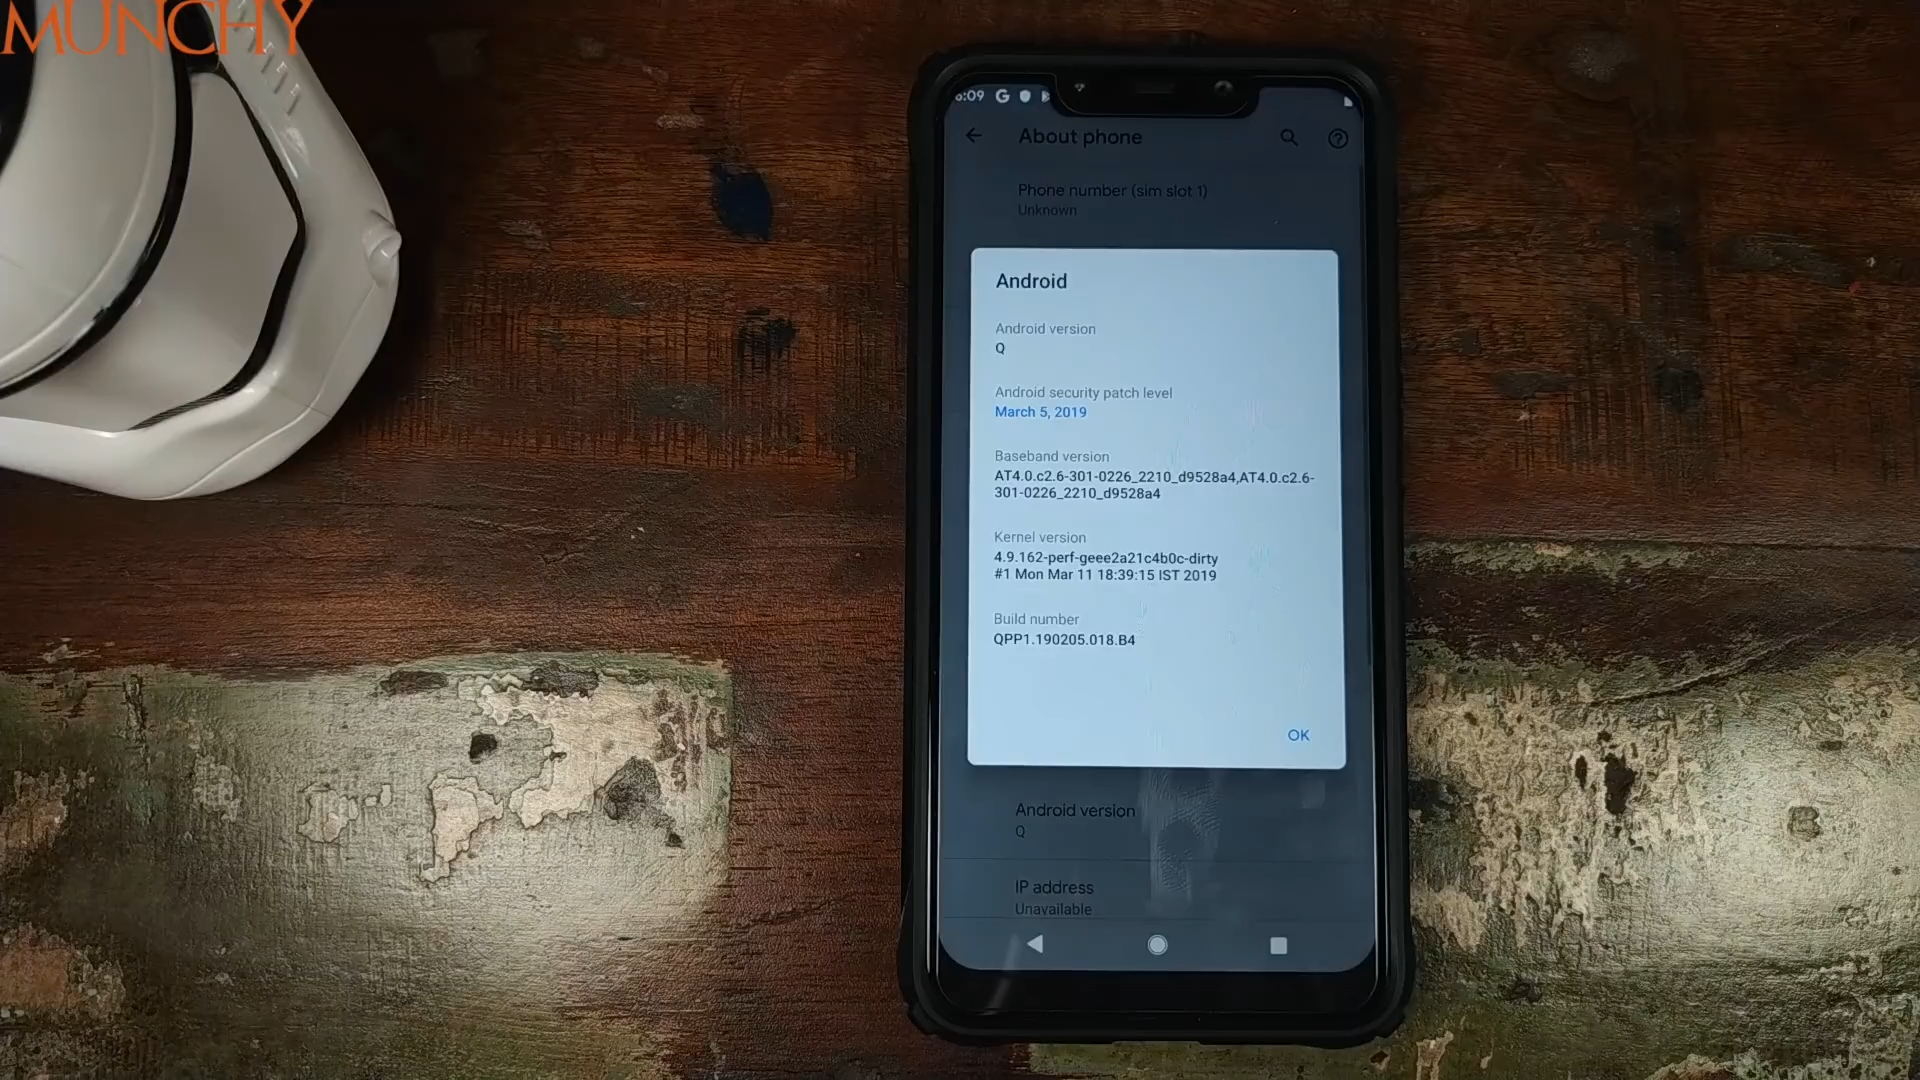 MUNCHY
6:09
About phone
Phone number (sim slot 1)
Unknown
Android
Android version
Q
Android security patch level
March 5, 2019
Baseband version
AT4.0.c2.6-301-0226_2210_d9528a4,AT4.0.c2.6-
301-0226_2210_d9528a4
Kernel version
4.9.162-perf-geee2a21c4b0c-dirty
#1 Mon Mar 11 18:39:15 IST 2019
Build number
QPP1.190205.018.B4
OK
Android version
Q
IP address
Unavailable